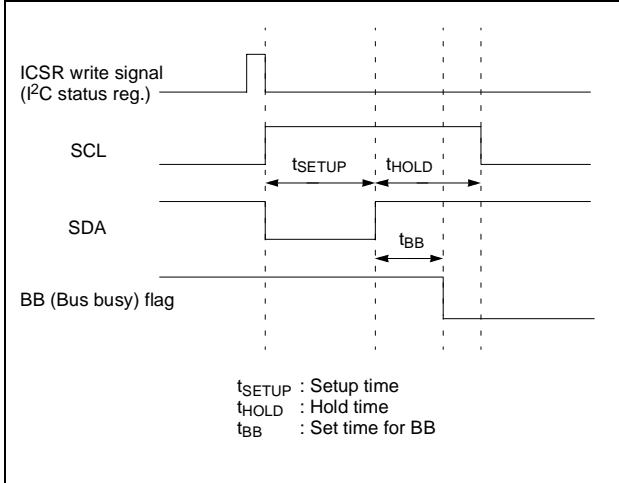 ICSR write signal
(I²C status reg.)
SCL
tSETUP
tHOLD
SDA
tBB
BB (Bus busy) flag
tSETUP : Setup time
tHOLD : Hold time
tBB : Set time for BB